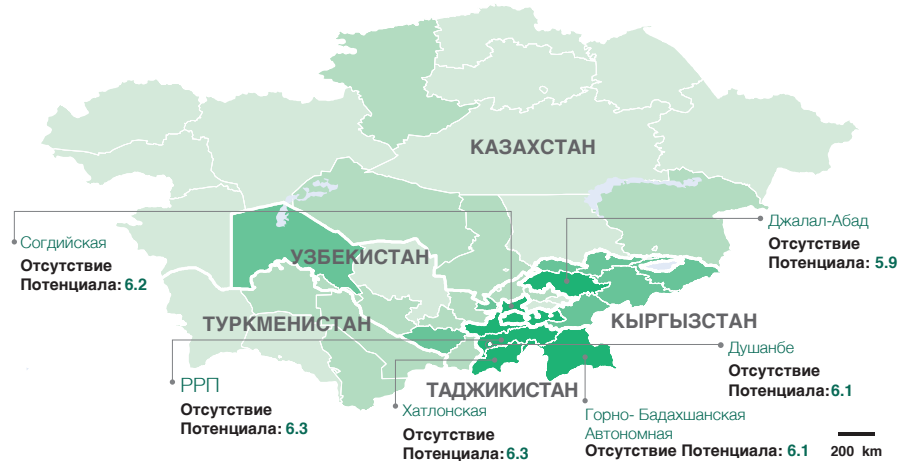 КАЗАХСТАН
УЗБЕКИСТАН
ТУРКМЕНИСТАН
КЫРГЫЗСТАН
ТАДЖИКИСТАН
Согдийская
Отсутствие
Потенциала: 6.2
Джалал-Абад
Отсутствие
Потенциала: 5.9
Душанбе
Отсутствие
Потенциала: 6.1
РРП
Отсутствие
Потенциала: 6.3
Хатлонская
Отсутствие
Потенциала: 6.3
Горно- Бадахшанская
Автономная
Отсутствие Потенциала: 6.1
200 km